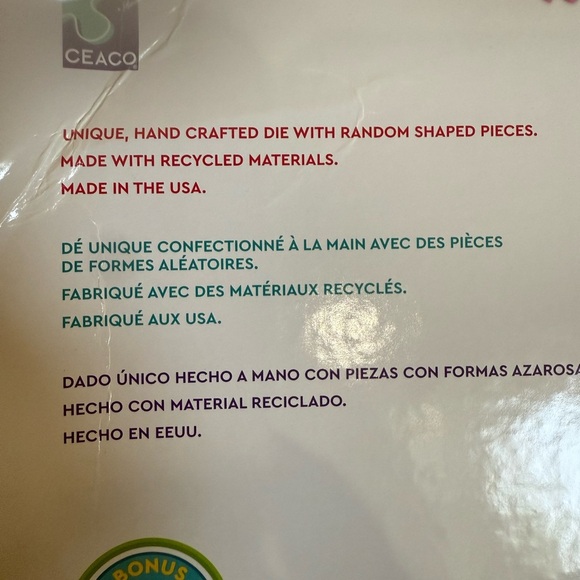 CEACO®
UNIQUE, HAND CRAFTED DIE WITH RANDOM SHAPED PIECES.
MADE WITH RECYCLED MATERIALS.
MADE IN THE USA.
DÉ UNIQUE CONFECTIONNÉ À LA MAIN AVEC DES PIÈCES
DE FORMES ALÉATOIRES.
FABRIQUÉ AVEC DES MATÉRIAUX RECYCLÉS.
FABRIQUÉ AUX USA.
DADO ÚNICO HECHO A MANO CON PIEZAS CON FORMAS AZAROSA
HECHO CON MATERIAL RECICLADO.
HECHO EN EEUU.
BONUS